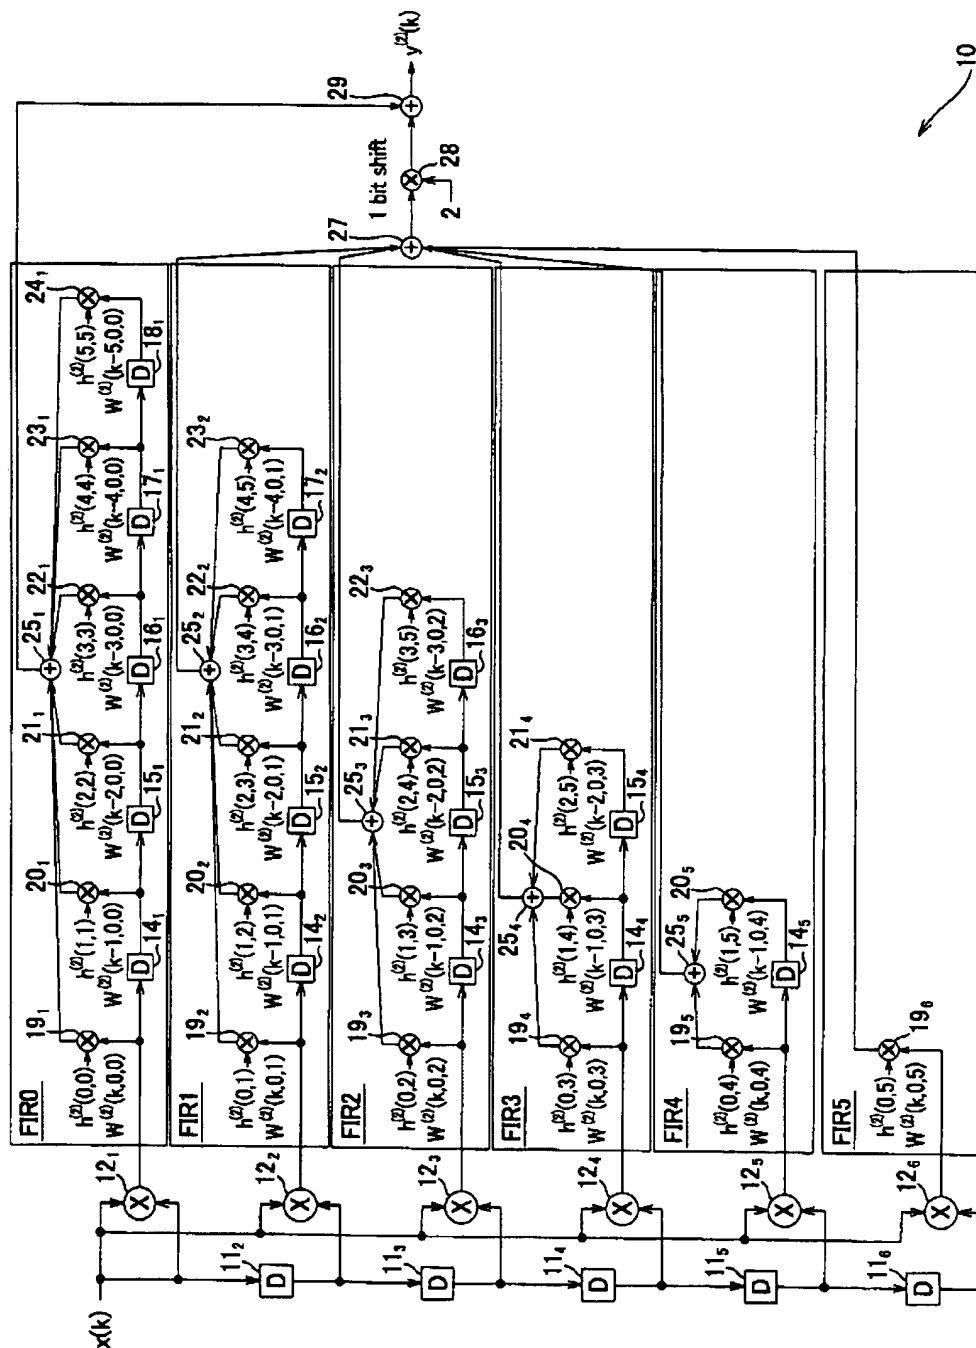 x(k)
11₂
D
11₃
D
11₄
D
11₅
D
11₆
D
12₁
X
12₂
X
12₃
X
12₄
X
12₅
X
12₆
X
FIR0
19₁
h⁽²⁾(0,0)
W⁽²⁾(k,0,0)
14₁
D
20₁
h⁽²⁾(1,1)
W⁽²⁾(k-1,0,0)
15₁
D
21₁
h⁽²⁾(2,2)
W⁽²⁾(k-2,0,0)
16₁
D
25₁
22₁
h⁽²⁾(3,3)
W⁽²⁾(k-3,0,0)
17₁
D
23₁
h⁽²⁾(4,4)
W⁽²⁾(k-4,0,0)
18₁
D
24₁
h⁽²⁾(5,5)
W⁽²⁾(k-5,0,0)
FIR1
19₂
h⁽²⁾(0,1)
W⁽²⁾(k,0,1)
14₂
D
20₂
h⁽²⁾(1,2)
W⁽²⁾(k-1,0,1)
15₂
D
21₂
h⁽²⁾(2,3)
W⁽²⁾(k-2,0,1)
16₂
D
25₂
22₂
h⁽²⁾(3,4)
W⁽²⁾(k-3,0,1)
17₂
D
23₂
h⁽²⁾(4,5)
W⁽²⁾(k-4,0,1)
FIR2
19₃
h⁽²⁾(0,2)
W⁽²⁾(k,0,2)
14₃
D
20₃
h⁽²⁾(1,3)
W⁽²⁾(k-1,0,2)
15₃
D
25₃
21₃
h⁽²⁾(2,4)
W⁽²⁾(k-2,0,2)
16₃
D
22₃
h⁽²⁾(3,5)
W⁽²⁾(k-3,0,2)
FIR3
19₄
h⁽²⁾(0,3)
W⁽²⁾(k,0,3)
14₄
D
25₄
20₄
h⁽²⁾(1,4)
W⁽²⁾(k-1,0,3)
15₄
D
21₄
h⁽²⁾(2,5)
W⁽²⁾(k-2,0,3)
FIR4
19₅
h⁽²⁾(0,4)
W⁽²⁾(k,0,4)
14₅
D
25₅
20₅
h⁽²⁾(1,5)
W⁽²⁾(k-1,0,4)
FIR5
19₆
h⁽²⁾(0,5)
W⁽²⁾(k,0,5)
27
1 bit shift
28
2
29
y⁽²⁾(k)
10